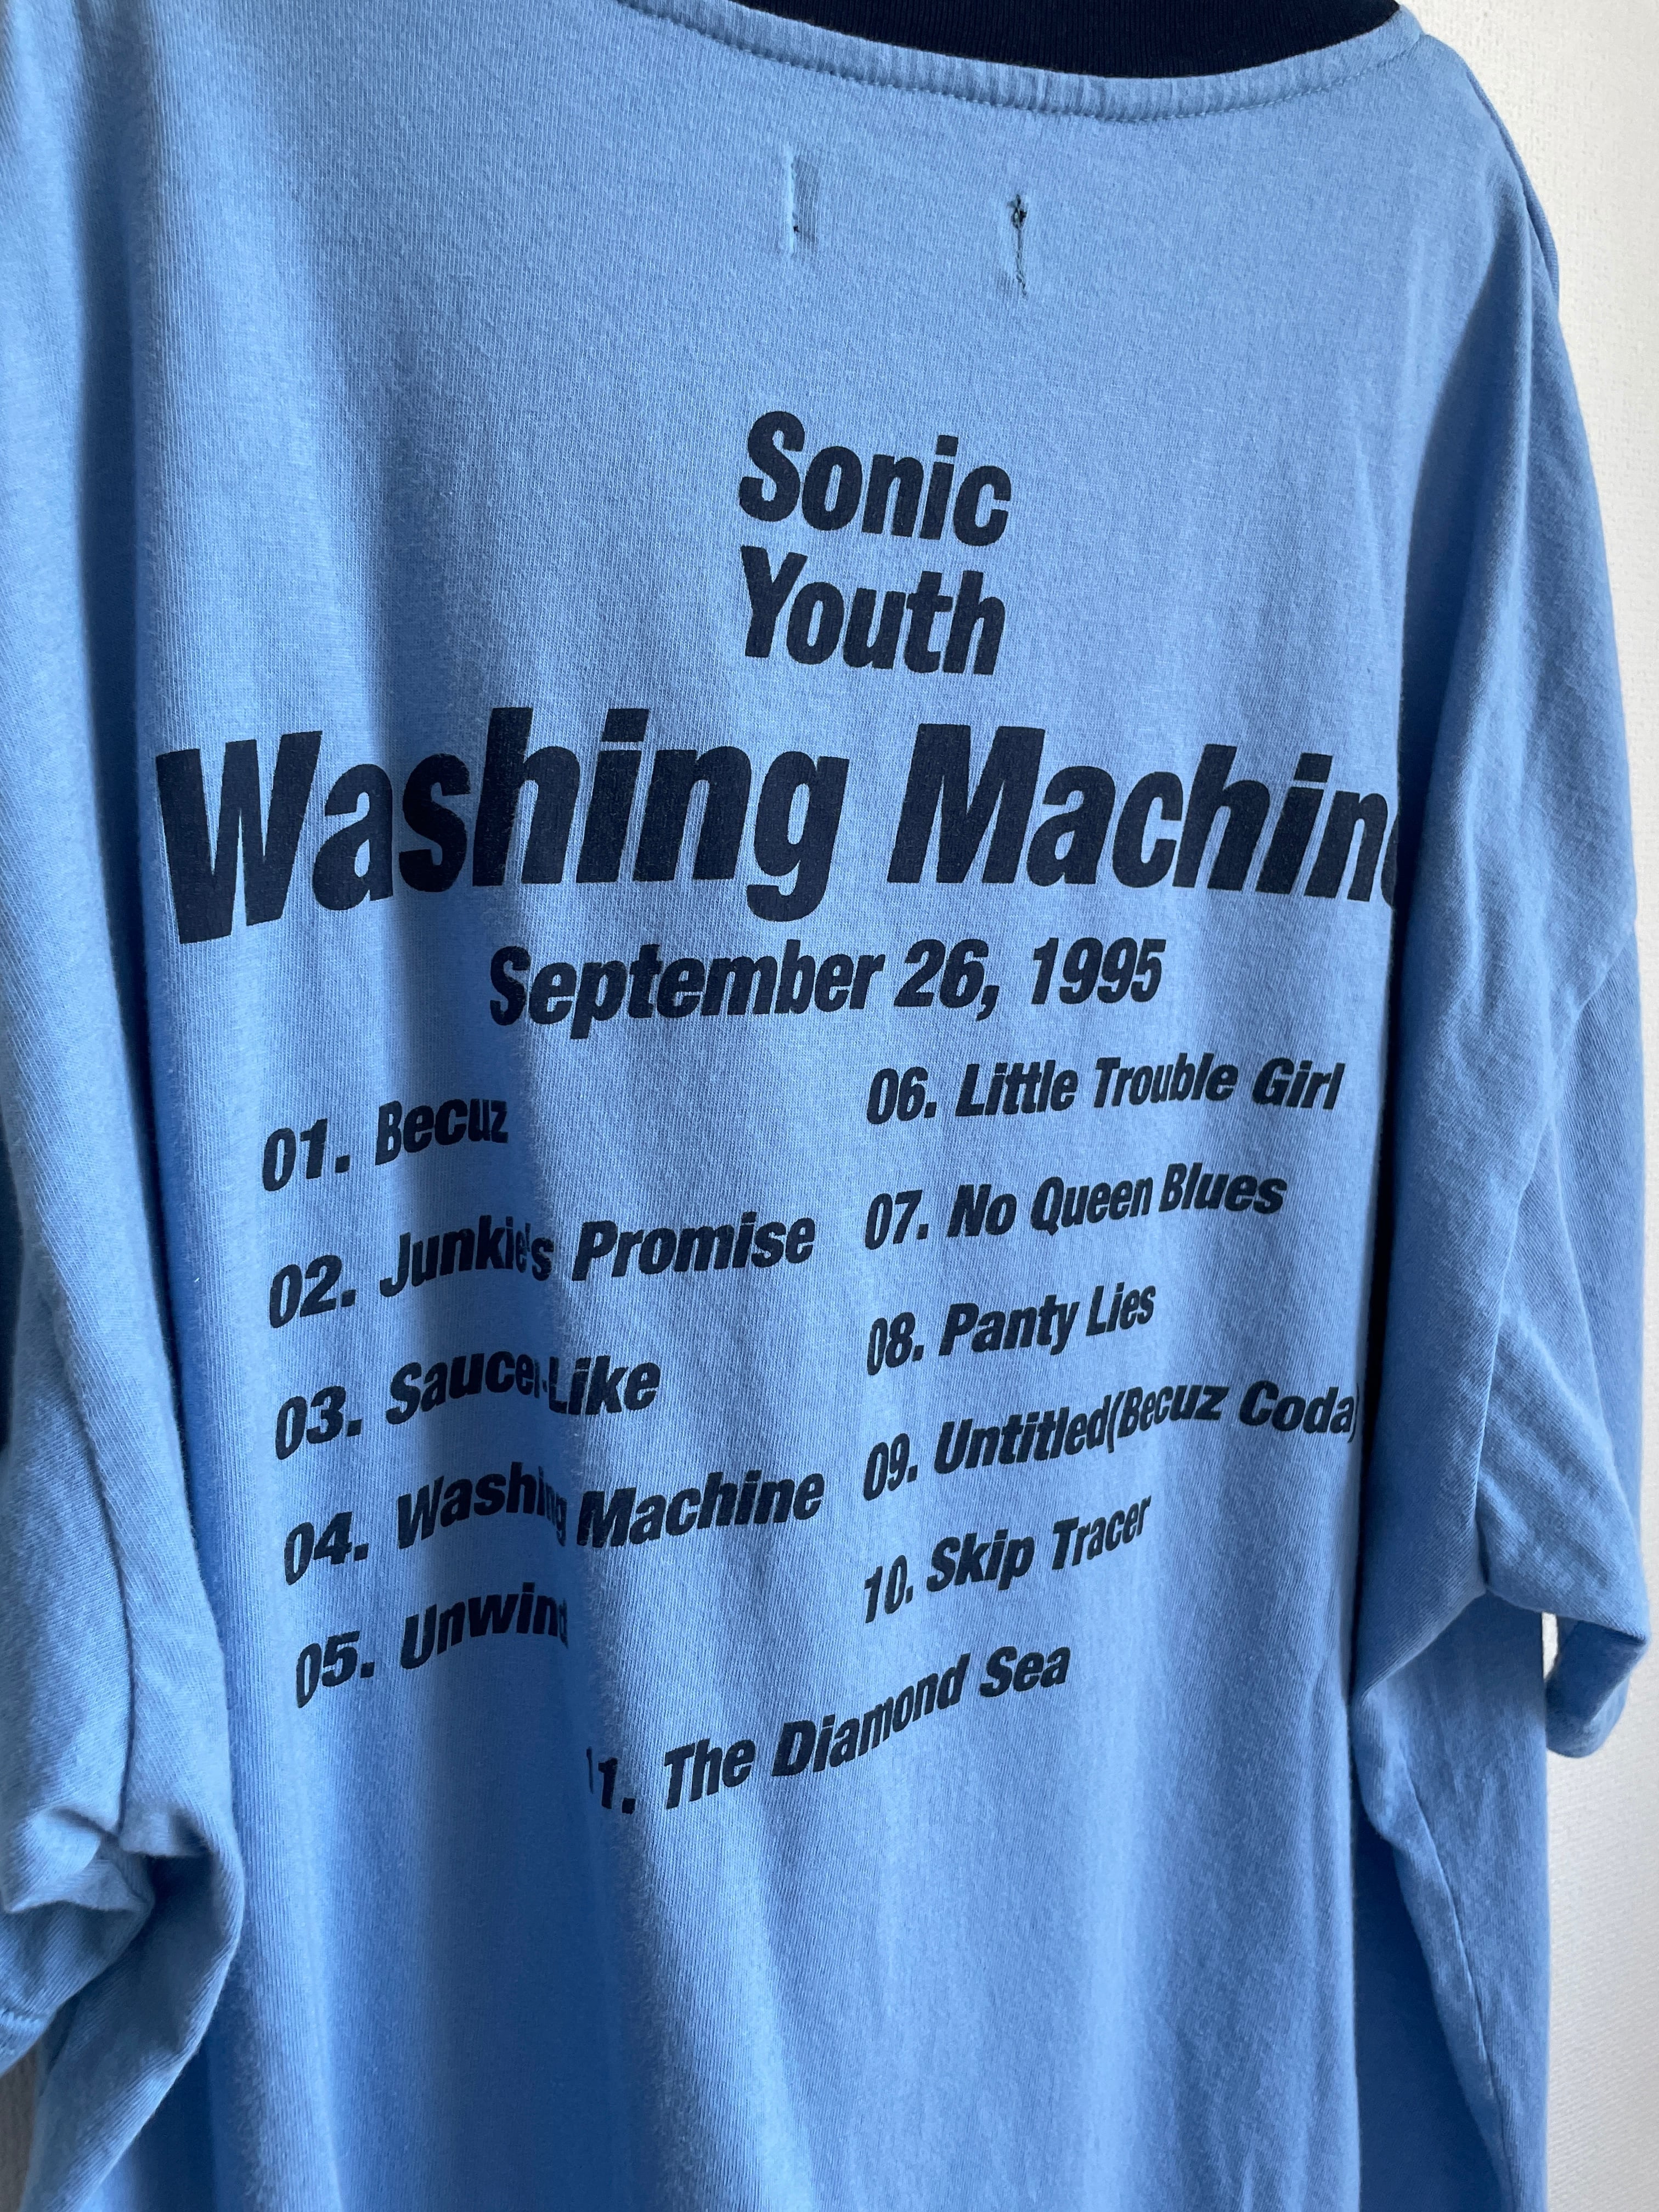 Sonic
Youth
Washing Machine
September 26, 1995
01. Becuz
02. Junkie's Promise
03. Saucer-Like
04. Washing Machine
05. Unwind
06. Little Trouble Girl
07. No Queen Blues
08. Panty Lies
09. Untitled(Becuz Coda)
10. Skip Tracer
11. The Diamond Sea